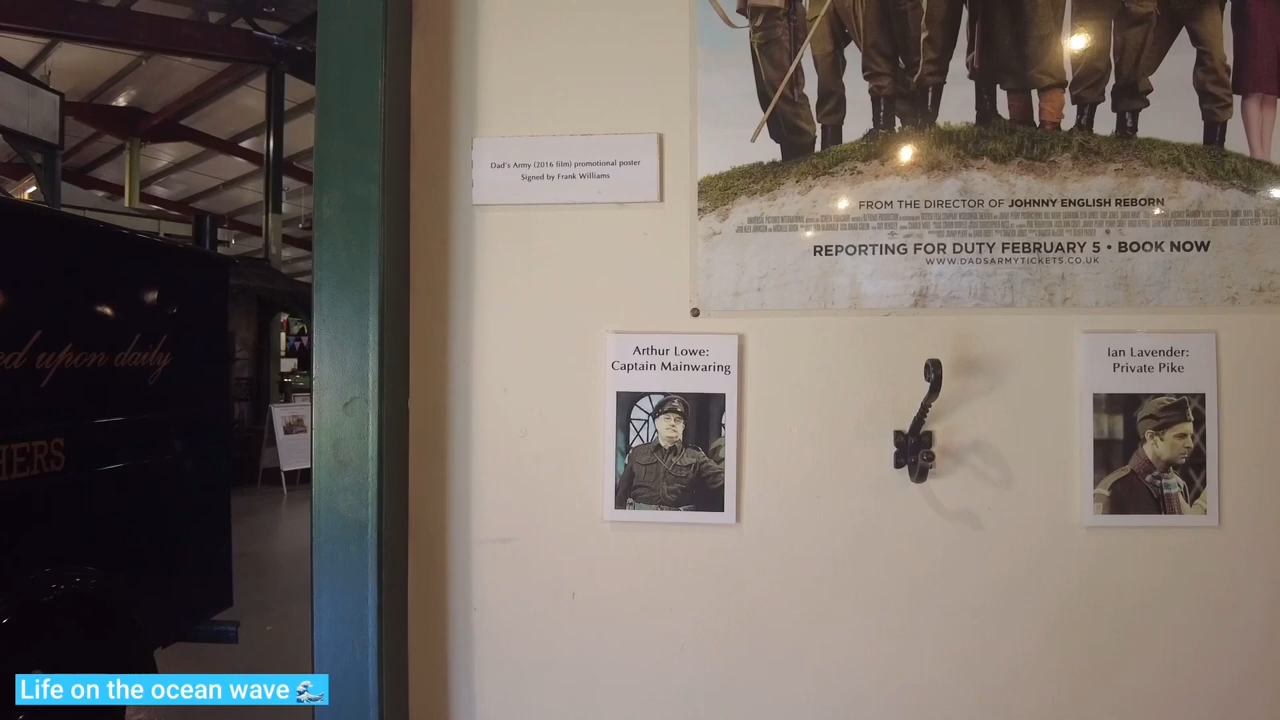 Dad's Army (2016 film) promotional poster
Signed by Frank Williams
FROM THE DIRECTOR OF JOHNNY ENGLISH REBORN
REPORTING FOR DUTY FEBRUARY 5 • BOOK NOW
WWW.DADSARMYTICKETS.CO.UK
Arthur Lowe:
Captain Mainwaring
Ian Lavender:
Private Pike
upon daily
Life on the ocean wave 🌊